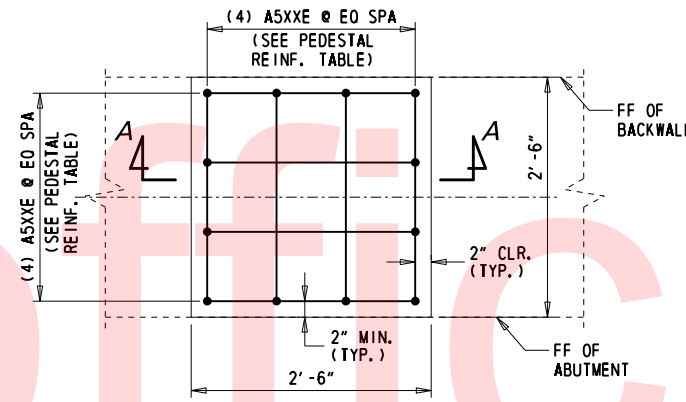 (4) A5XXE @ EQ SPA
(SEE PEDESTAL
REINF. TABLE)
(4) A5XXE @ EQ SPA
(SEE PEDESTAL
REINF. TABLE)
A
A
FF OF
BACKWALL
2'-6"
2" CLR.
(TYP.)
2" MIN.
(TYP.)
2'-6"
FF OF
ABUTMENT
offic